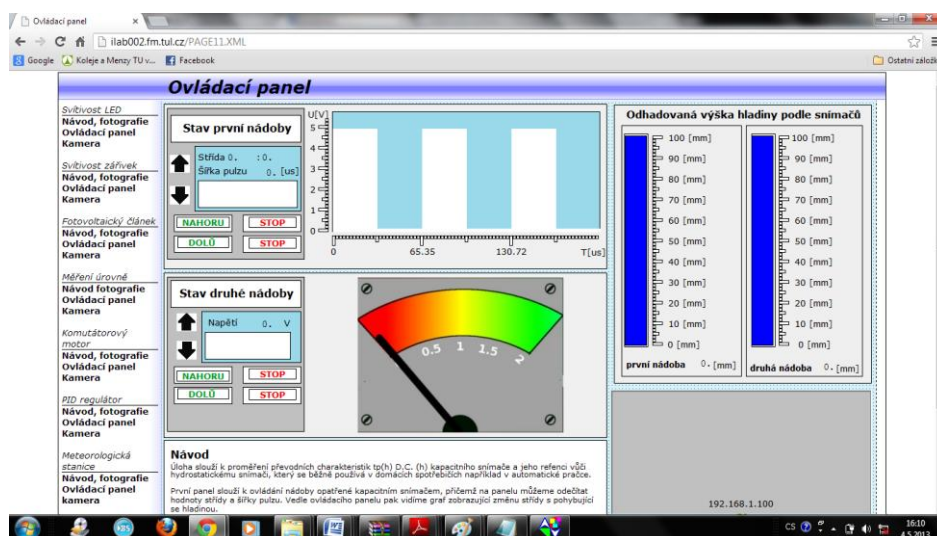 Ovládací panel
ilab002.fm.tul.cz/PAGE11.XML
Google
Koleje a Menzy TU v...
Facebook
Ostatní zálož
Ovládací panel
Svítivost LED
Návod, fotografie
Ovládací panel
Kamera
Svítivost zářivek
Návod, fotografie
Ovládací panel
Kamera
Fotovoltaický článek
Návod, fotografie
Ovládací panel
Kamera
Měření úrovně
Návod fotografie
Ovládací panel
Kamera
Komutátorový
motor
Návod, fotografie
Ovládací panel
Kamera
PID regulátor
Návod, fotografie
Ovládací panel
Kamera
Meteorologická
stanice
Návod, fotografie
Ovládací panel
kamera
Stav první nádoby
Střída 0. :0.
Šířka pulzu 0. [us]
NAHORU STOP
DOLŮ STOP
U[V]
5
4
3
2
1
0
0 65.35 130.72 T[us]
Stav druhé nádoby
Napětí 0. V
NAHORU STOP
DOLŮ STOP
0.5 1 1.5 2
Návod
Úloha slouží k proměření převodních charakteristik tp(h) D.C. (h) kapacitního snímače a jeho refenci vůči
hydrostatickému snímači, který se běžně používá v domácích spotřebičích například v automatické pračce.
První panel slouží k ovládání nádoby opatřené kapacitním snímačem, přičemž na panelu můžeme odečítat
hodnoty střídy a šířky pulzu. Vedle ovládacího panelu pak vidíme graf zobrazující změnu střídy s pohybující
se hladinou.
Odhadovaná výška hladiny podle snímačů
100 [mm] 100 [mm]
90 [mm] 90 [mm]
80 [mm] 80 [mm]
70 [mm] 70 [mm]
60 [mm] 60 [mm]
50 [mm] 50 [mm]
40 [mm] 40 [mm]
30 [mm] 30 [mm]
20 [mm] 20 [mm]
10 [mm] 10 [mm]
0 [mm] 0 [mm]
první nádoba 0. [mm] druhá nádoba 0. [mm]
192.168.1.100
CS
16:10
4.5.2013